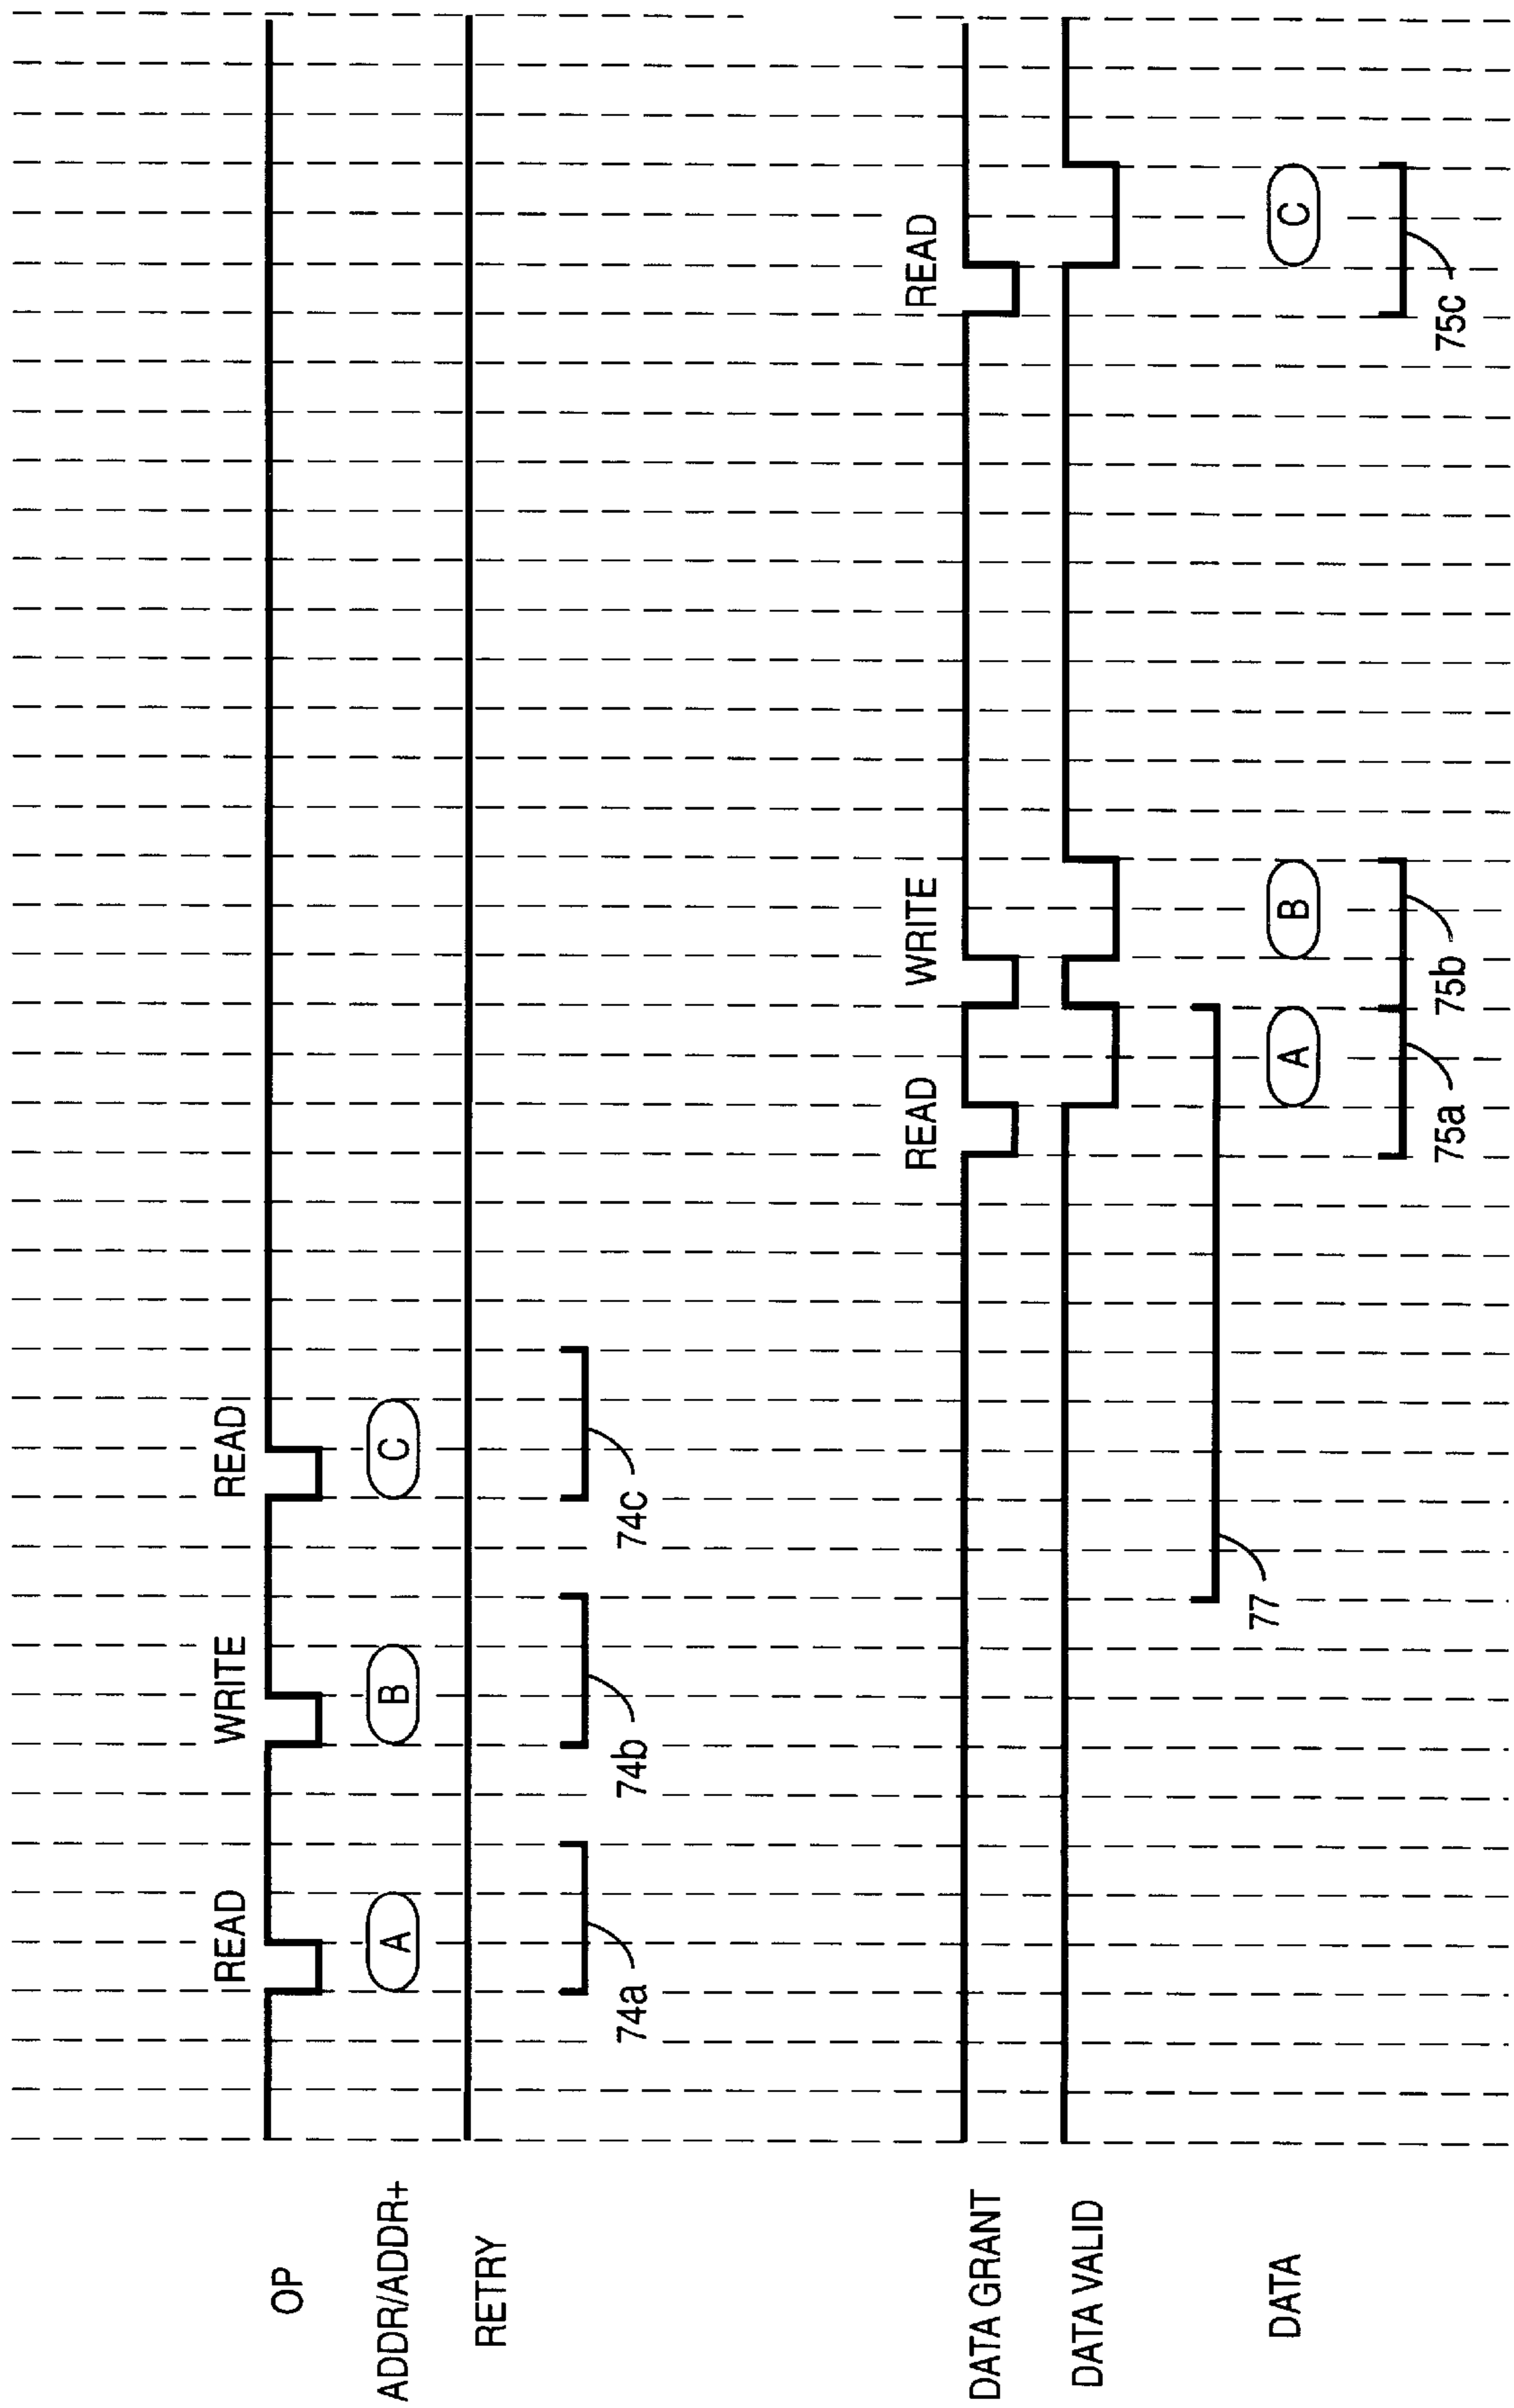 OP
READ
WRITE
READ
ADDR/ADDR+
A
B
C
RETRY
74a
74b
74c
DATA GRANT
READ
WRITE
READ
DATA VALID
77
DATA
A
B
C
75a
75b
75c